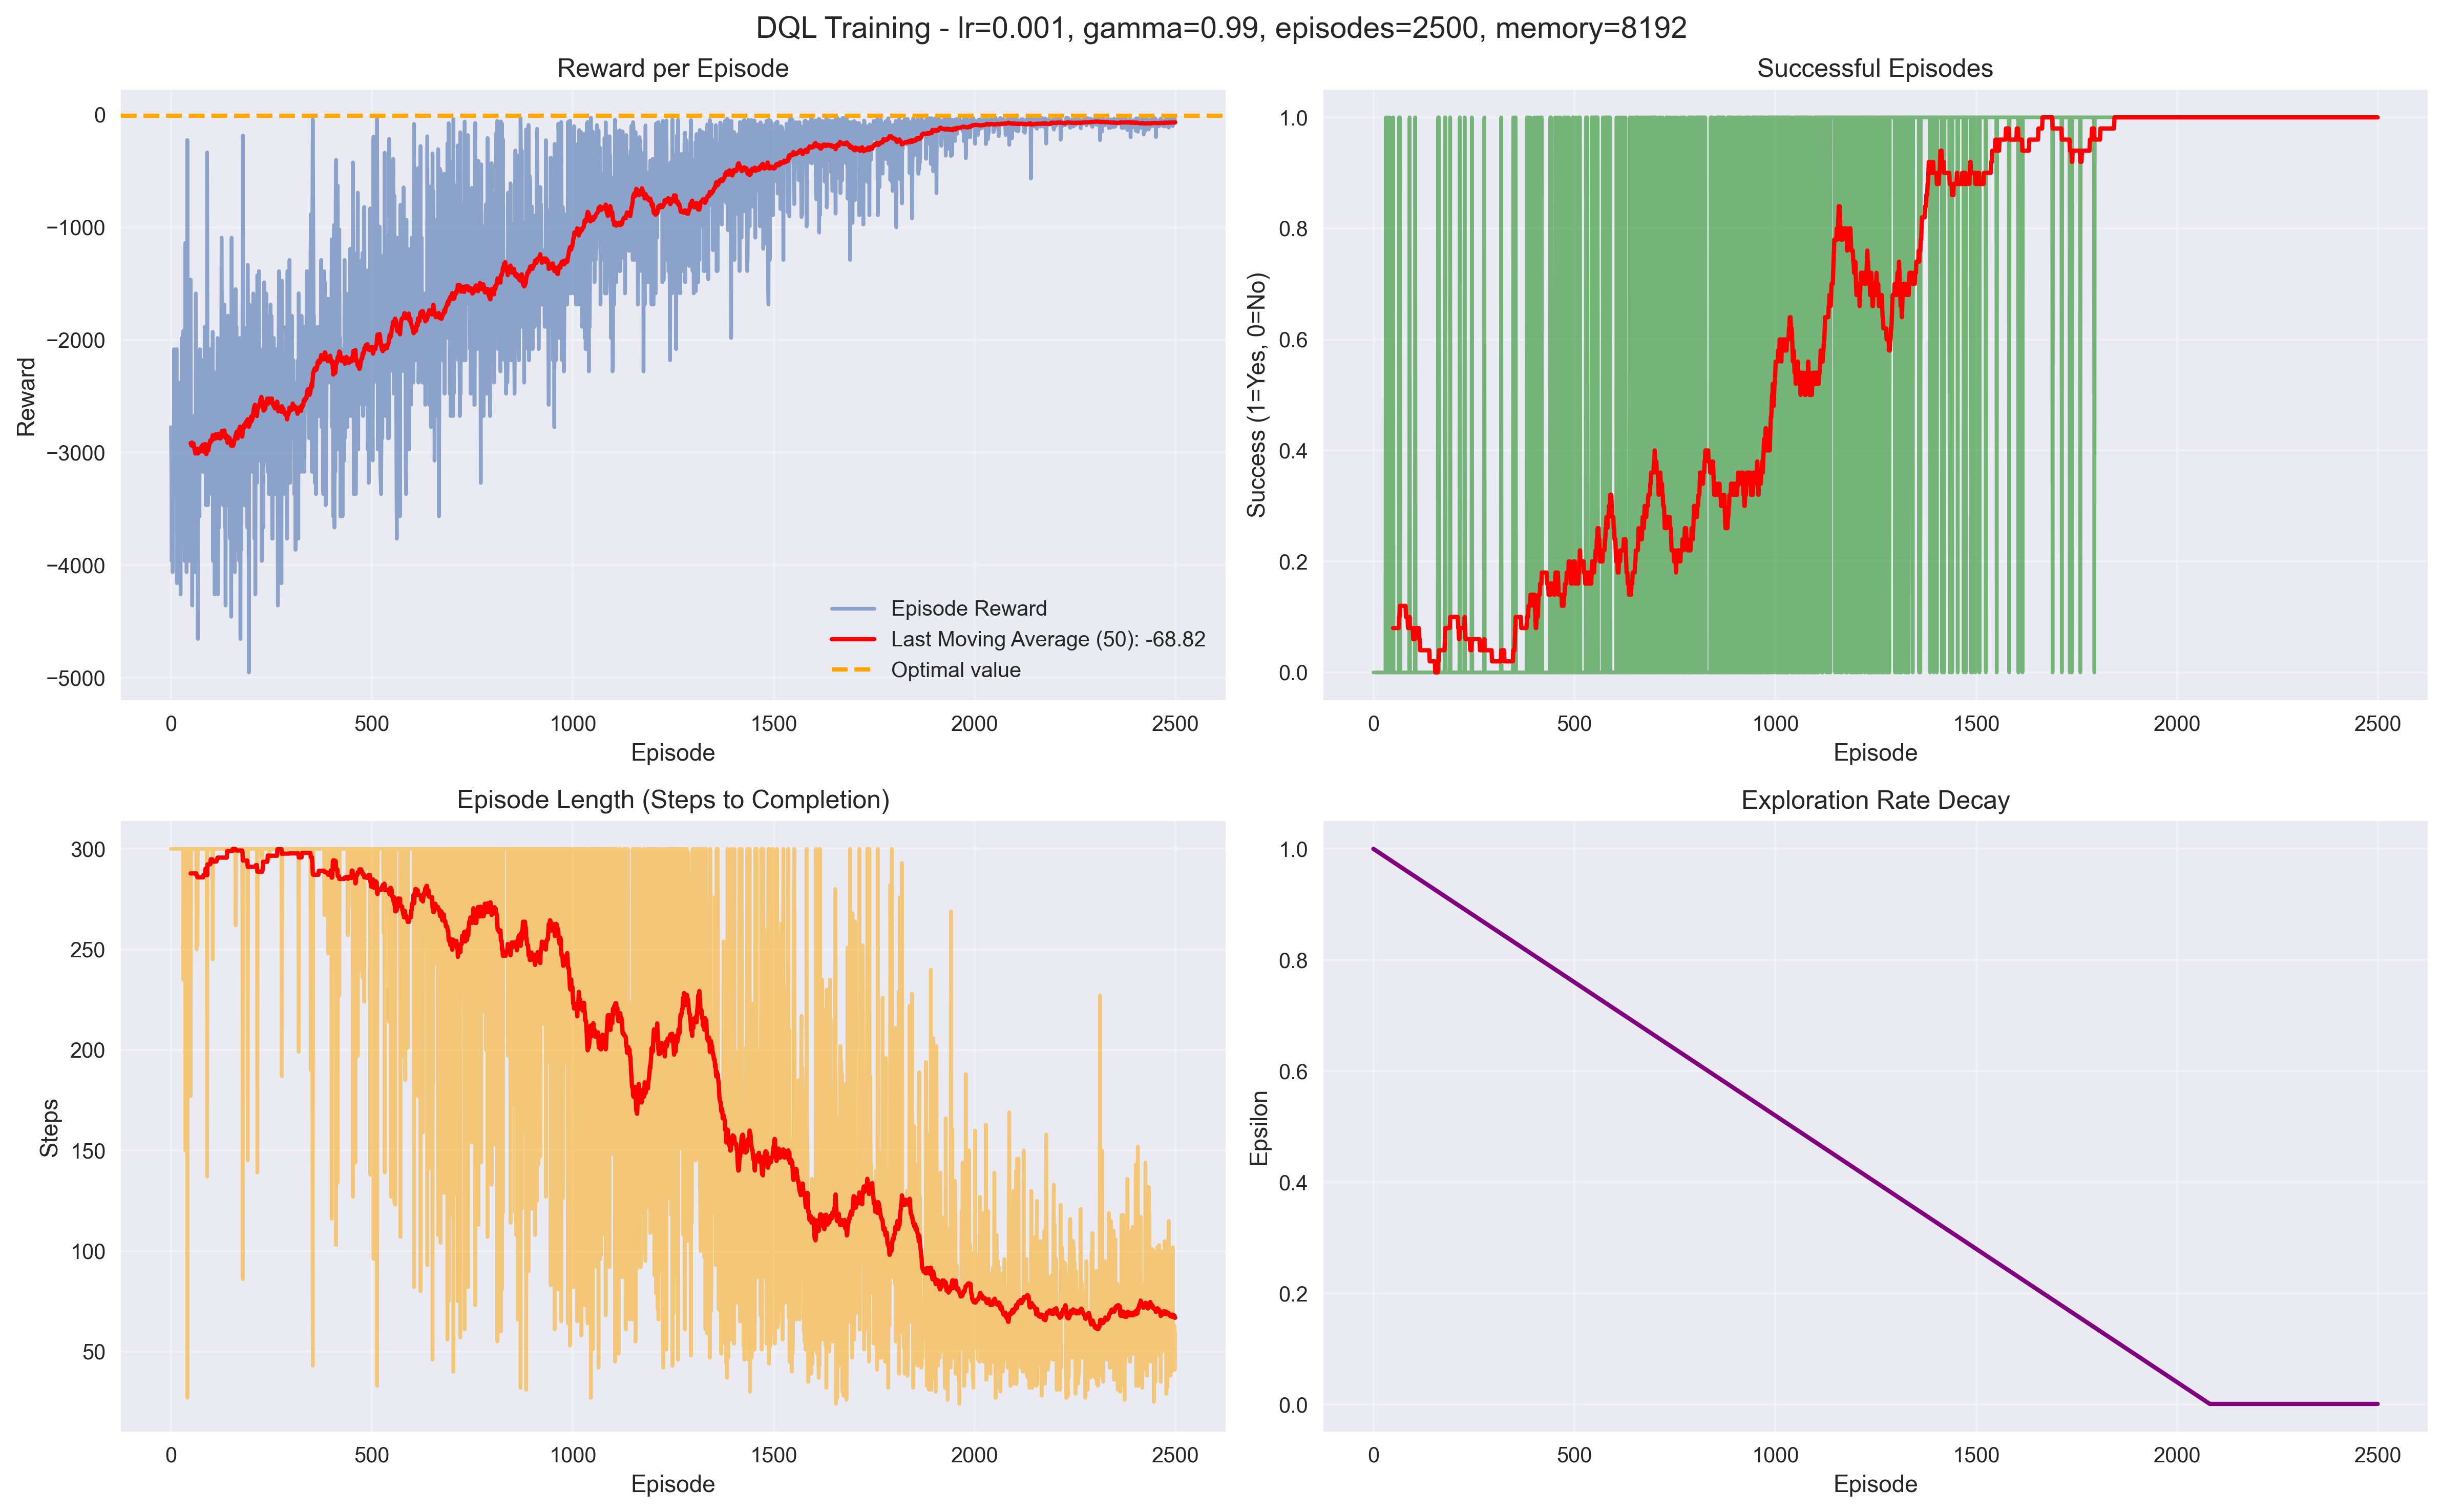 DQL Training - lr=0.001, gamma=0.99, episodes=2500, memory=8192
Reward per Episode
0
−1000
−2000
−3000
−4000
−5000
Reward
Episode Reward
Last Moving Average (50): -68.82
Optimal value
0 500 1000 1500 2000 2500
Episode
Successful Episodes
1.0
0.8
0.6
0.4
0.2
0.0
Success (1=Yes, 0=No)
0 500 1000 1500 2000 2500
Episode
Episode Length (Steps to Completion)
300
250
200
150
100
50
Steps
0 500 1000 1500 2000 2500
Episode
Exploration Rate Decay
1.0
0.8
0.6
0.4
0.2
0.0
Epsilon
0 500 1000 1500 2000 2500
Episode